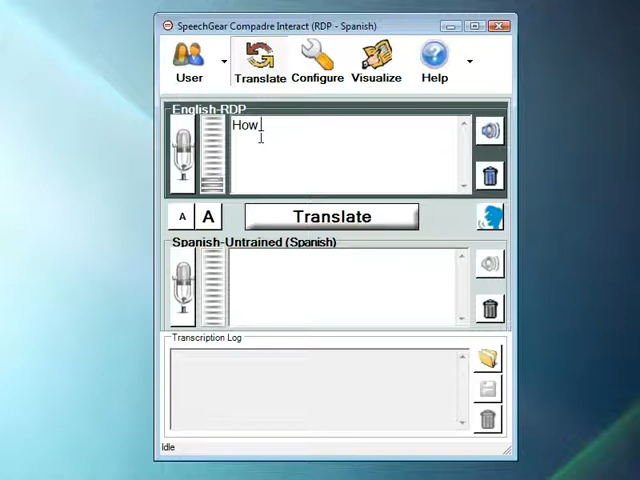 SpeechGear Compadre Interact (RDP - Spanish)
User Translate Configure Visualize Help
English-RDP
How
A A Translate
Spanish-Untrained (Spanish)
Transcription Log
Idle